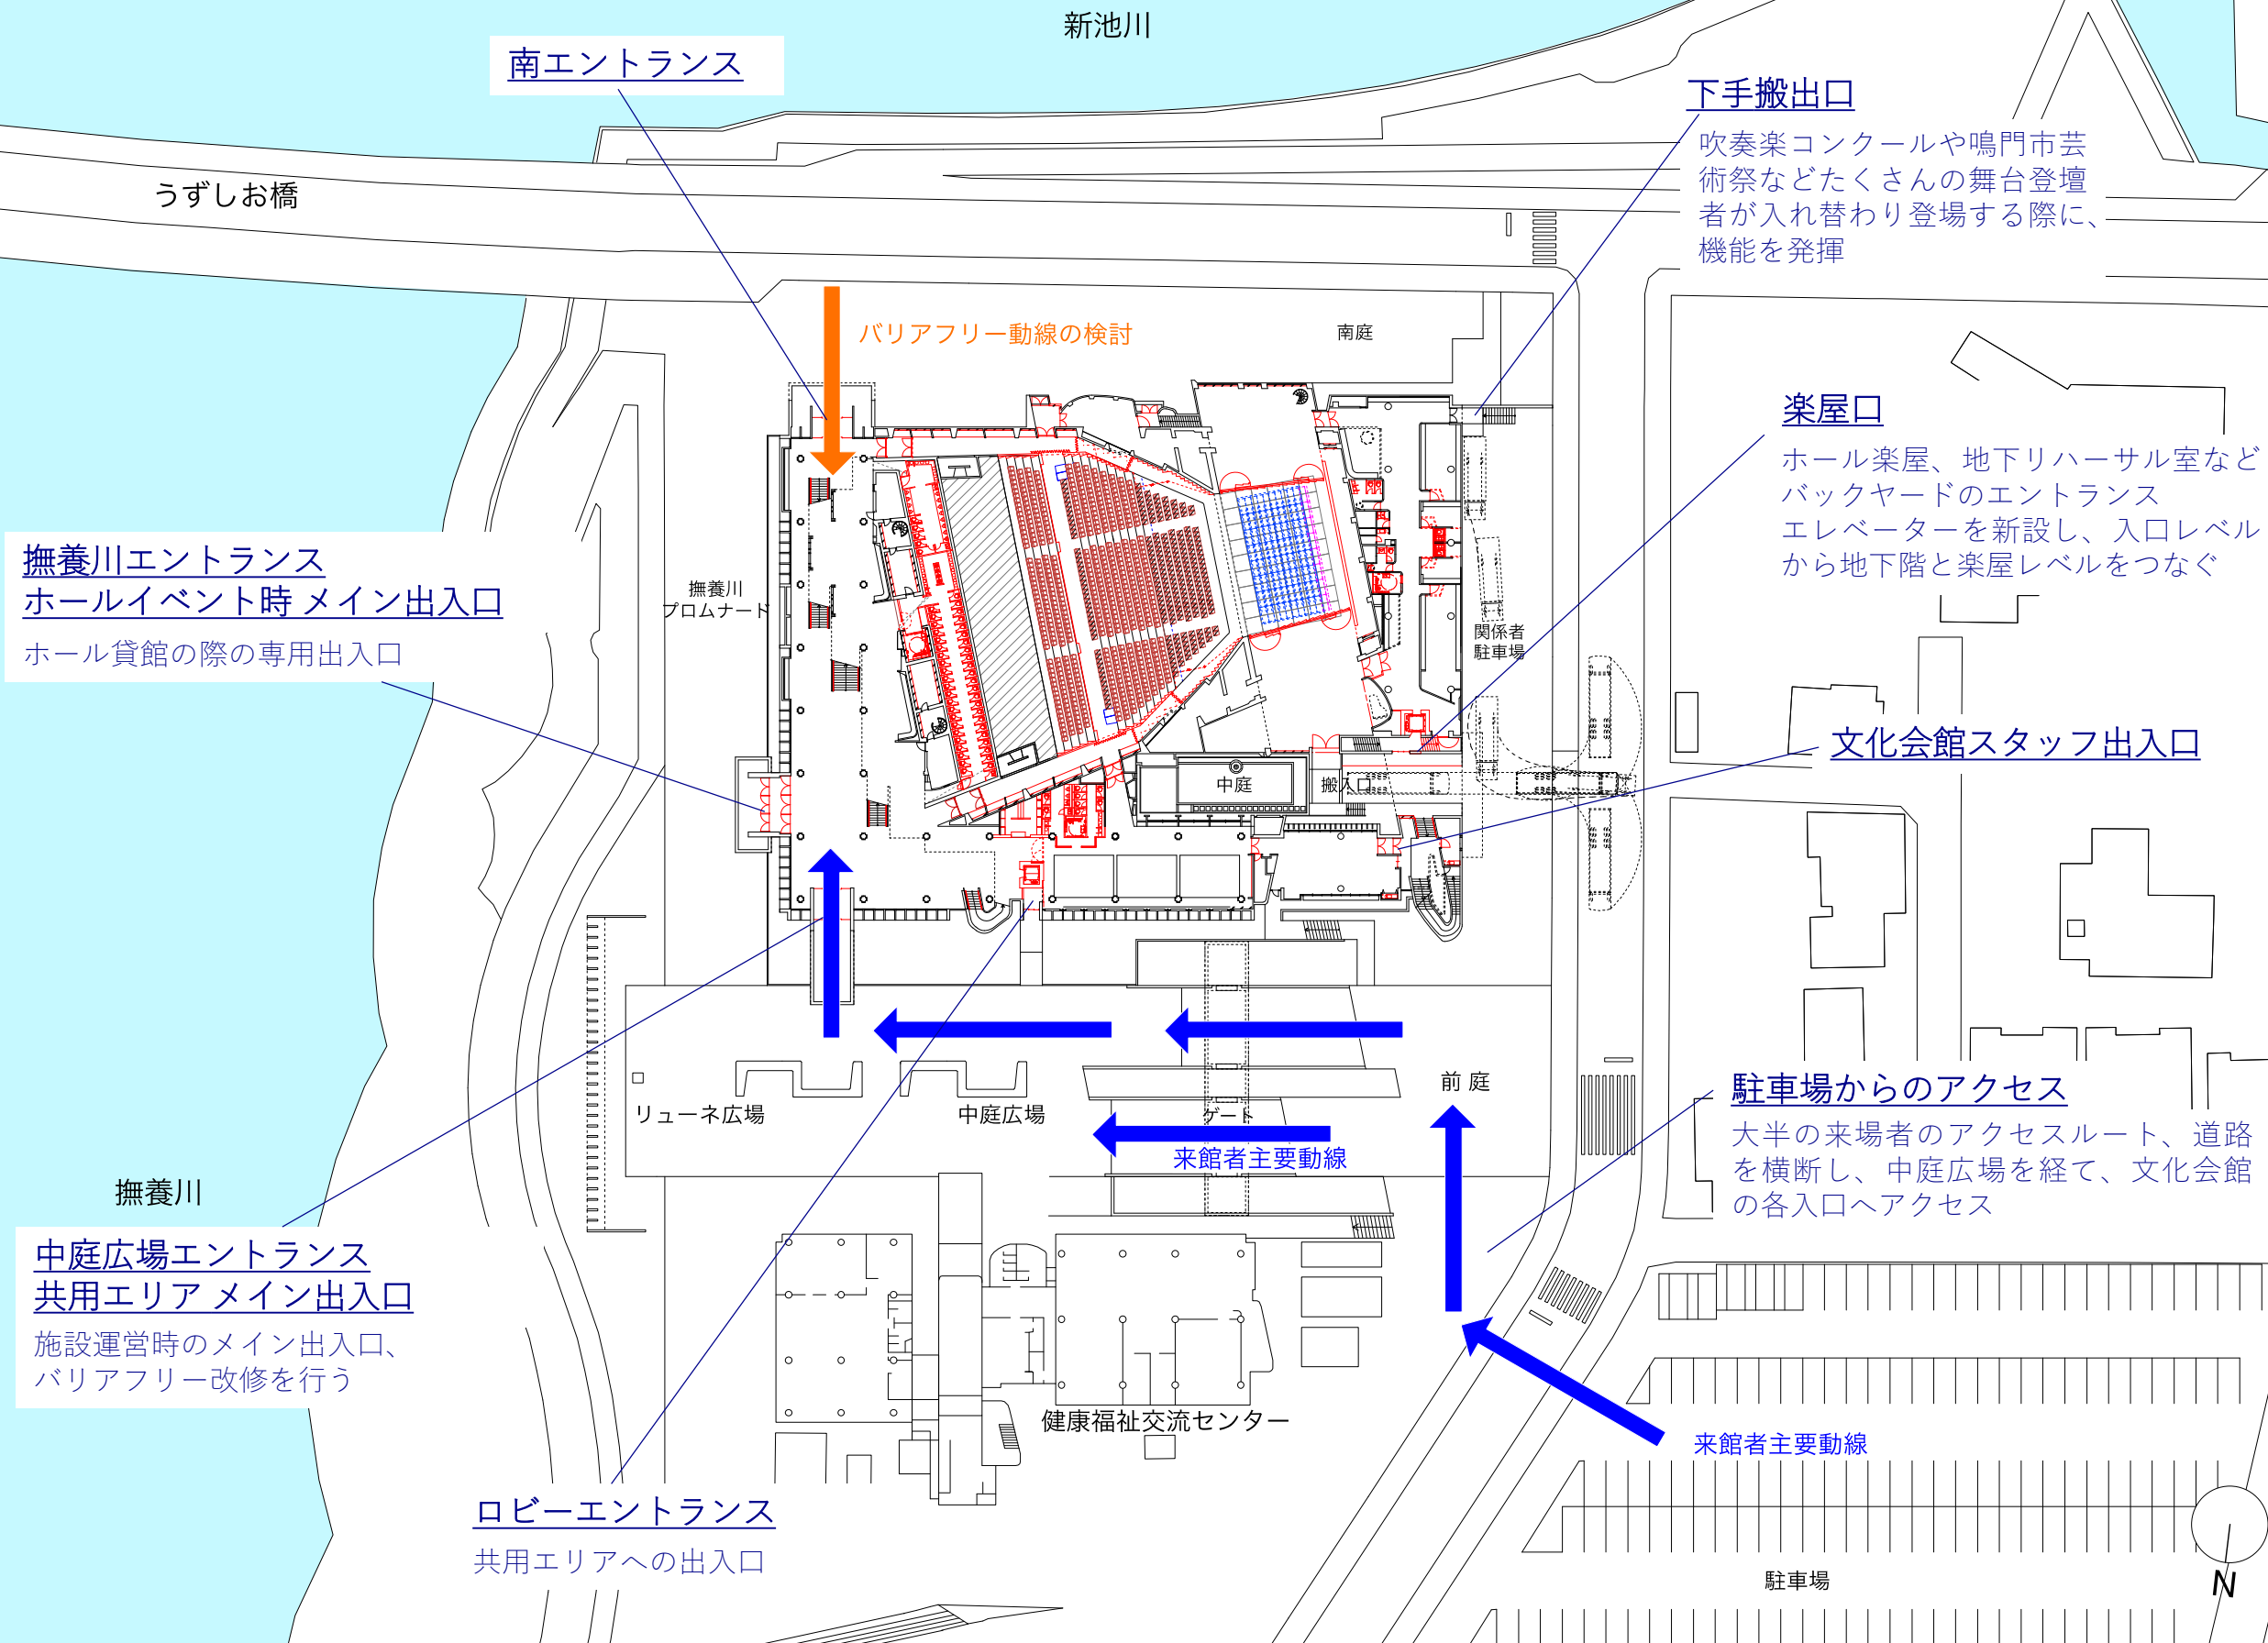 新池川
南エントランス
下手搬出口
吹奏楽コンクールや鳴門市芸
術祭などたくさんの舞台登壇
者が入れ替わり登場する際に、
機能を発揮
うずしお橋
バリアフリー動線の検討
南庭
楽屋口
ホール楽屋、地下リハーサル室など
バックヤードのエントランス
エレベーターを新設し、入口レベル
から地下階と楽屋レベルをつなぐ
撫養川エントランス
ホールイベント時 メイン出入口
ホール貸館の際の専用出入口
撫養川
プロムナード
関係者
駐車場
文化会館スタッフ出入口
中庭
搬入口
前 庭
リューネ広場
中庭広場
ゲート
来館者主要動線
駐車場からのアクセス
大半の来場者のアクセスルート、道路
を横断し、中庭広場を経て、文化会館
の各入口へアクセス
撫養川
中庭広場エントランス
共用エリア メイン出入口
施設運営時のメイン出入口、
バリアフリー改修を行う
健康福祉交流センター
来館者主要動線
ロビーエントランス
共用エリアへの出入口
駐車場
N